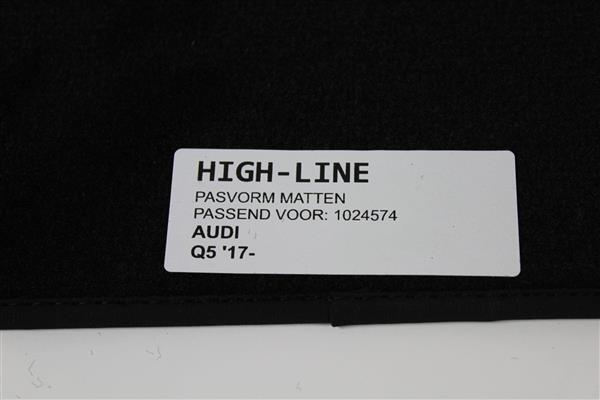 HIGH-LINE
PASVORM MATTEN
PASSEND VOOR: 1024574
AUDI
Q5 '17-